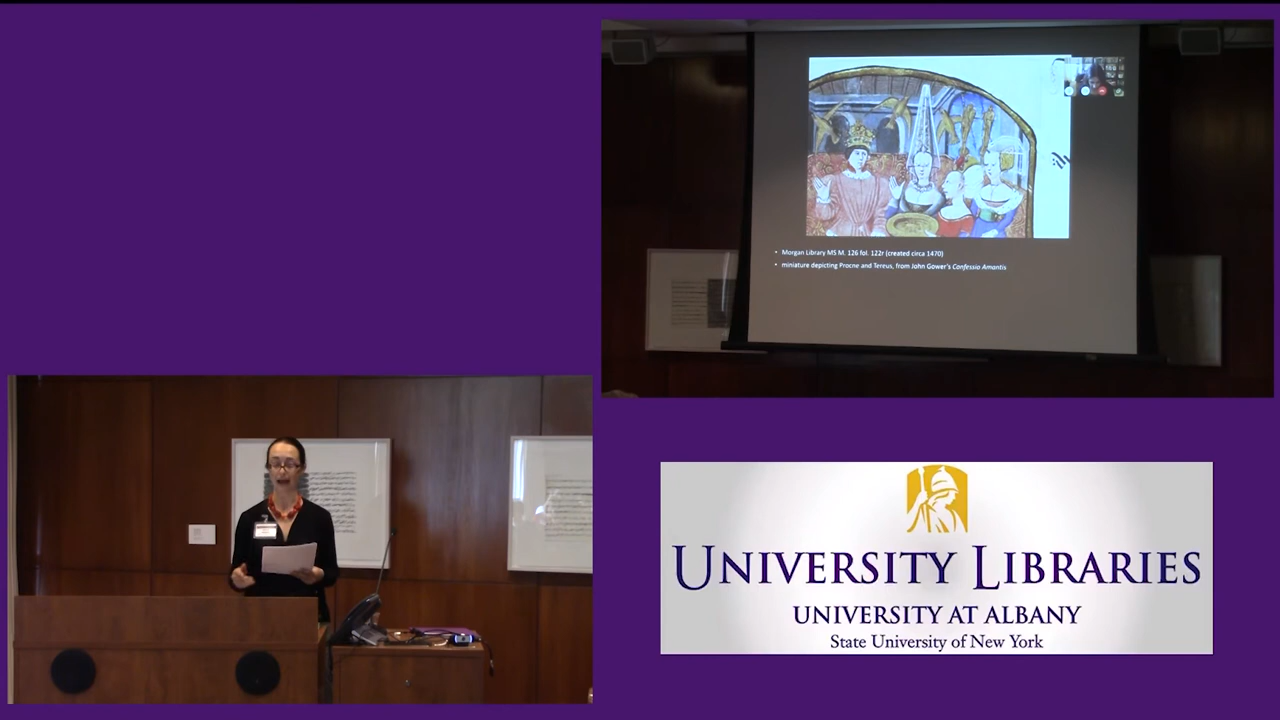 • Morgan Library MS M. 126 fol. 122r (created circa 1470)
• miniature depicting Procne and Tereus, from John Gower's Confessio Amantis
UNIVERSITY LIBRARIES
UNIVERSITY AT ALBANY
State University of New York